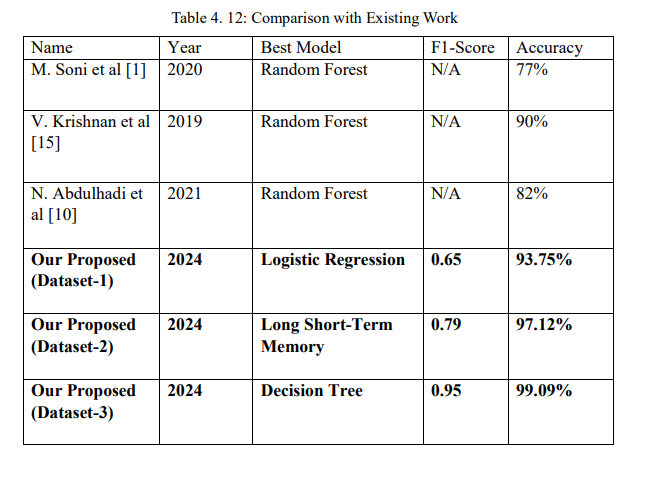 Table 4. 12: Comparison with Existing Work
Name Year Best Model F1-Score Accuracy
M. Soni et al [1] 2020 Random Forest N/A 77%
V. Krishnan et al 2019 Random Forest N/A 90%
[15]
N. Abdulhadi et 2021 Random Forest N/A 82%
al [10]
Our Proposed 2024 Logistic Regression 0.65 93.75%
(Dataset-1)
Our Proposed 2024 Long Short-Term 0.79 97.12%
(Dataset-2) Memory
Our Proposed 2024 Decision Tree 0.95 99.09%
(Dataset-3)